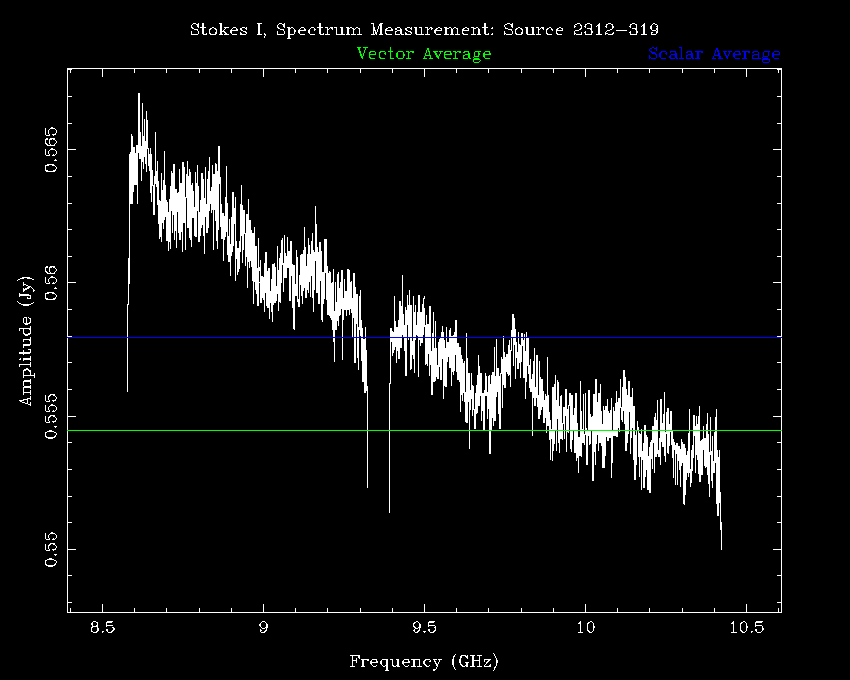 Stokes I, Spectrum Measurement: Source 2312−319
Vector Average
Scalar Average
0.565
0.56
0.555
0.55
Amplitude (Jy)
8.5
9
9.5
10
10.5
Frequency (GHz)